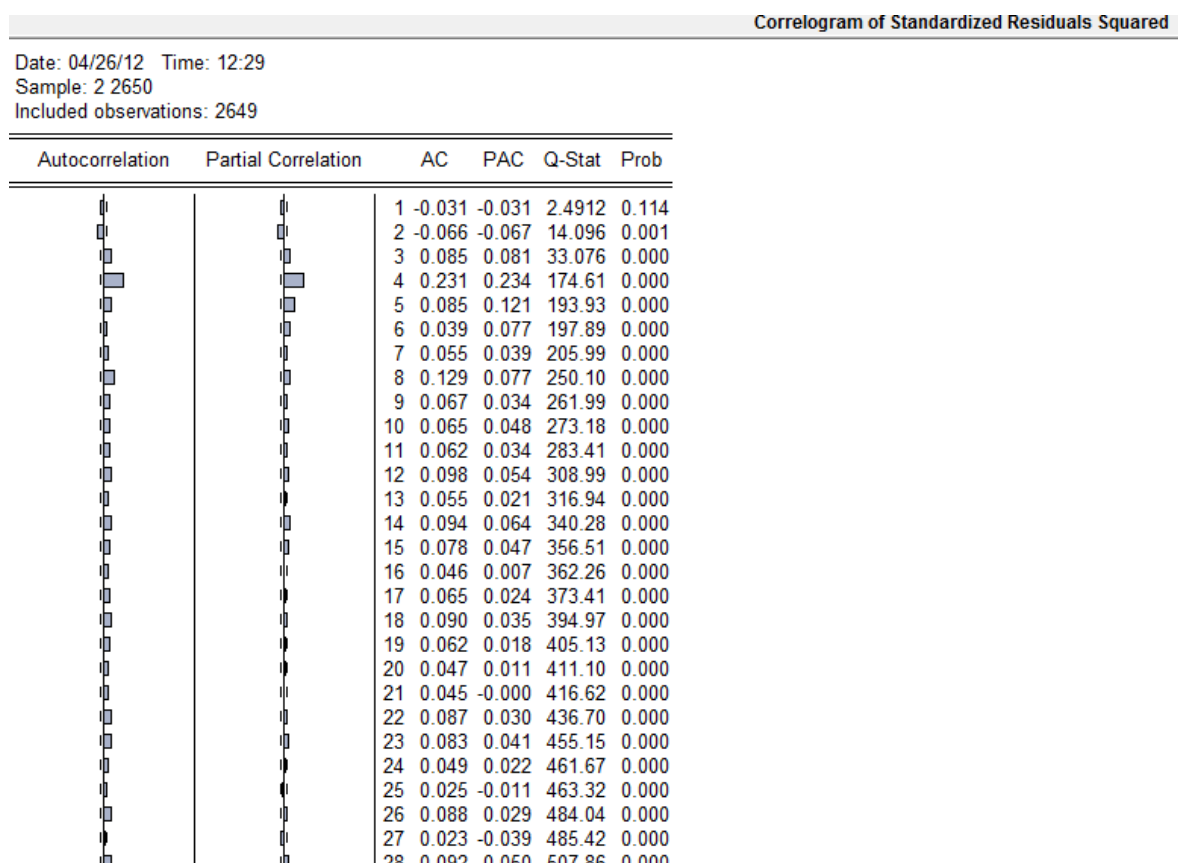 Correlogram of Standardized Residuals Squared
Date: 04/26/12 Time: 12:29
Sample: 2 2650
Included observations: 2649
Autocorrelation Partial Correlation AC PAC Q-Stat Prob
1 -0.031 -0.031 2.4912 0.114
2 -0.066 -0.067 14.096 0.001
3 0.085 0.081 33.076 0.000
4 0.231 0.234 174.61 0.000
5 0.085 0.121 193.93 0.000
6 0.039 0.077 197.89 0.000
7 0.055 0.039 205.99 0.000
8 0.129 0.077 250.10 0.000
9 0.067 0.034 261.99 0.000
10 0.065 0.048 273.18 0.000
11 0.062 0.034 283.41 0.000
12 0.098 0.054 308.99 0.000
13 0.055 0.021 316.94 0.000
14 0.094 0.064 340.28 0.000
15 0.078 0.047 356.51 0.000
16 0.046 0.007 362.26 0.000
17 0.065 0.024 373.41 0.000
18 0.090 0.035 394.97 0.000
19 0.062 0.018 405.13 0.000
20 0.047 0.011 411.10 0.000
21 0.045 -0.000 416.62 0.000
22 0.087 0.030 436.70 0.000
23 0.083 0.041 455.15 0.000
24 0.049 0.022 461.67 0.000
25 0.025 -0.011 463.32 0.000
26 0.088 0.029 484.04 0.000
27 0.023 -0.039 485.42 0.000
28 0.092 0.050 507.86 0.000